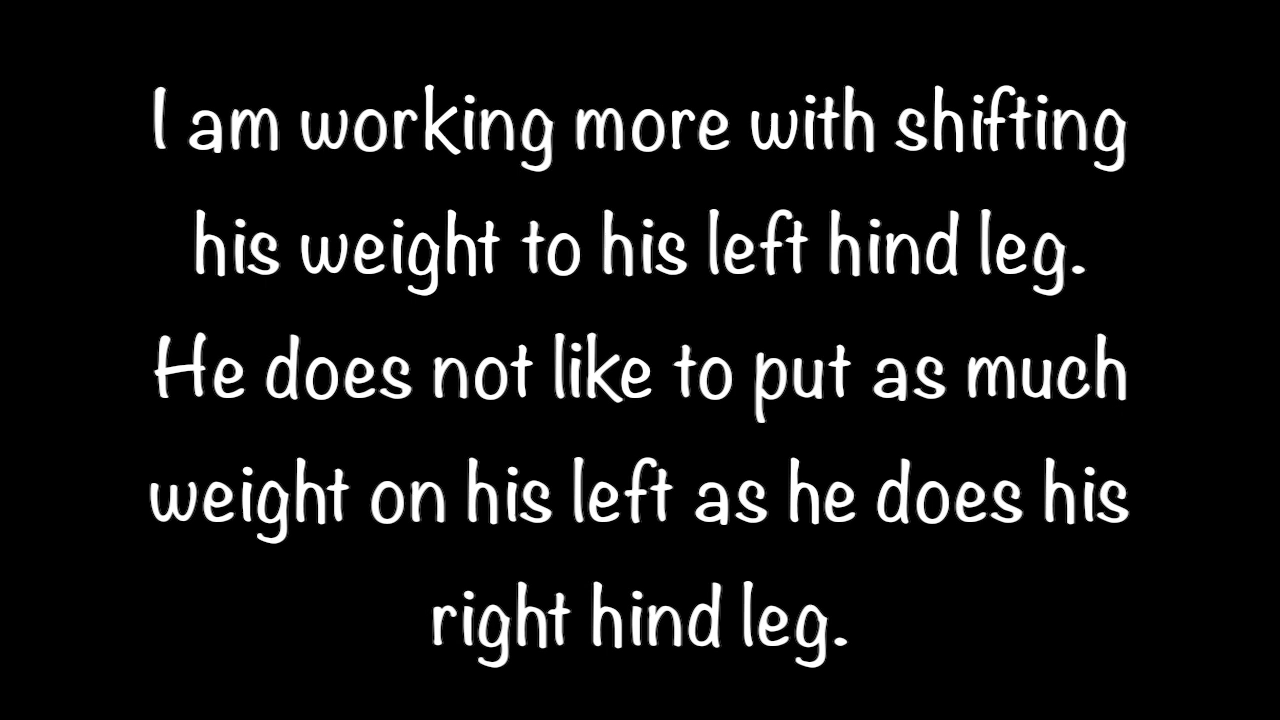 I am working more with shifting
his weight to his left hind leg.
He does not like to put as much
weight on his left as he does his
right hind leg.